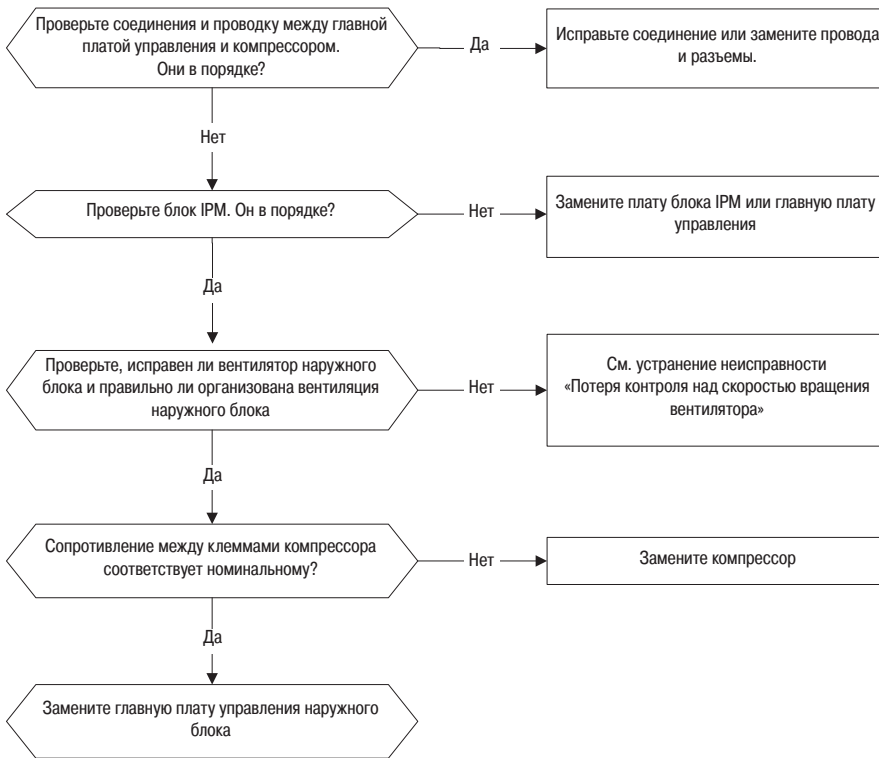 Проверьте соединения и проводку между главной
платой управления и компрессором.
Они в порядке?
Да
Исправьте соединение или замените провода
и разъемы.
Нет
Проверьте блок IPM. Он в порядке?
Нет
Замените плату блока IPM или главную плату
управления
Да
Проверьте, исправен ли вентилятор наружного
блока и правильно ли организована вентиляция
наружного блока
Нет
См. устранение неисправности
«Потеря контроля над скоростью вращения
вентилятора»
Да
Сопротивление между клеммами компрессора
соответствует номинальному?
Нет
Замените компрессор
Да
Замените главную плату управления наружного
блока